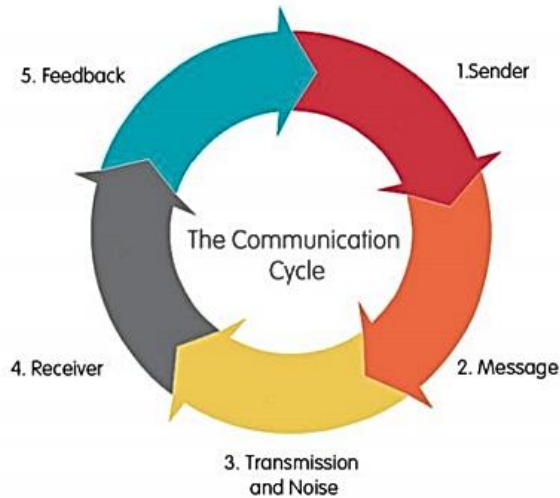 5. Feedback
1.Sender
The Communication
Cycle
4. Receiver
2. Message
3. Transmission
and Noise